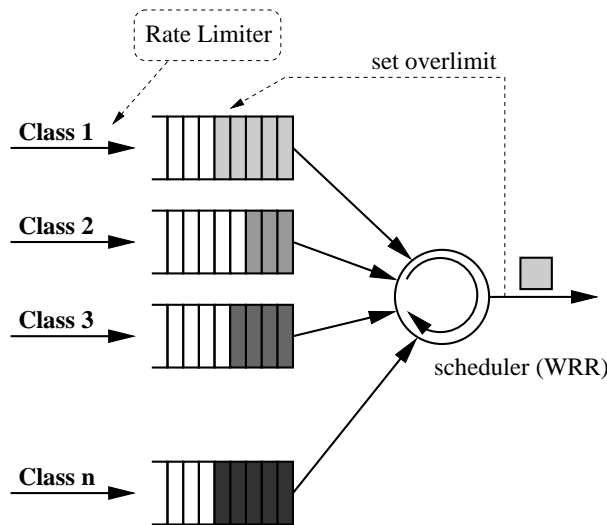 Rate Limiter
set overlimit
Class 1
Class 2
Class 3
scheduler (WRR)
Class n